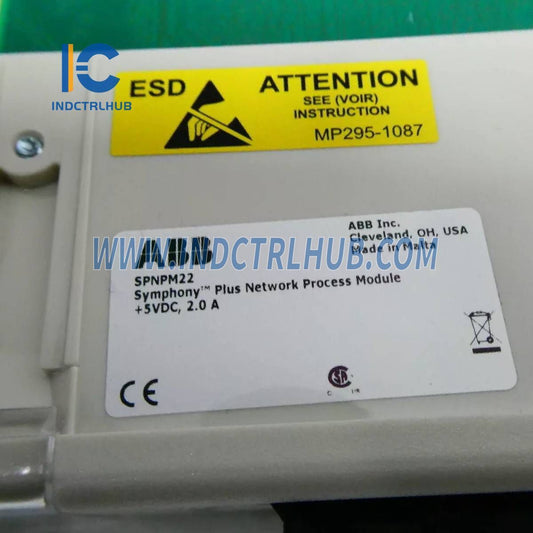 IC
INDCTRLHUB
ESD
ATTENTION
SEE (VOIR)
INSTRUCTION
MP295-1087
ABB
ABB Inc.
Cleveland, OH, USA
Made in Malta
WWW.INDCTRLHUB.COM
SPNPM22
Symphony™ Plus Network Process Module
+5VDC, 2.0 A
CE